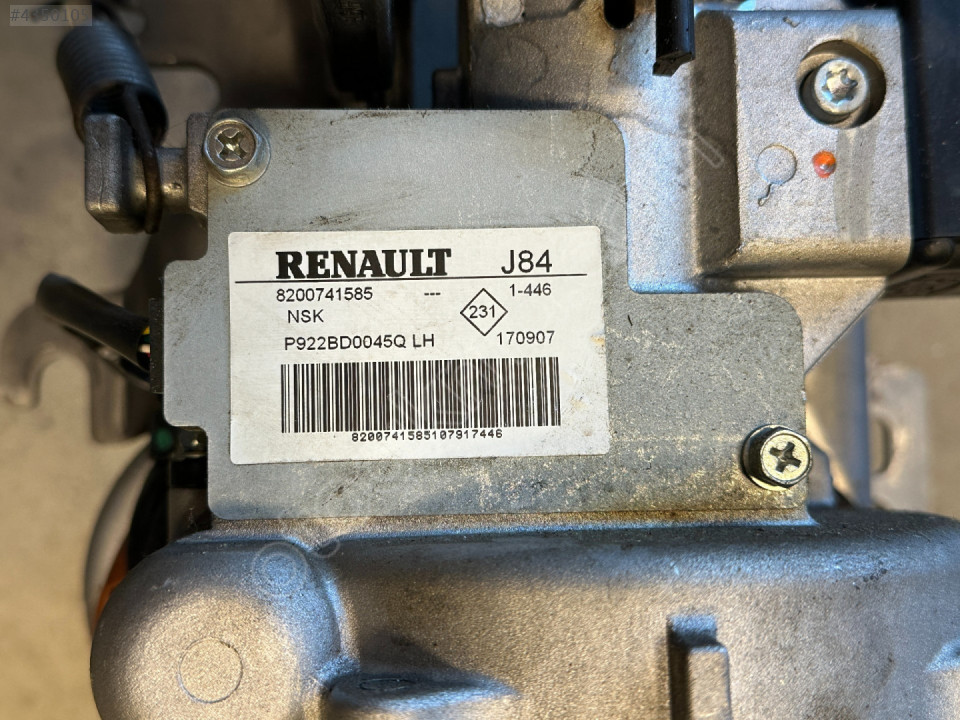 RENAULT J84
8200741585 --- 1-446
NSK 231
P922BD0045Q LH 170907
8200741585107917446